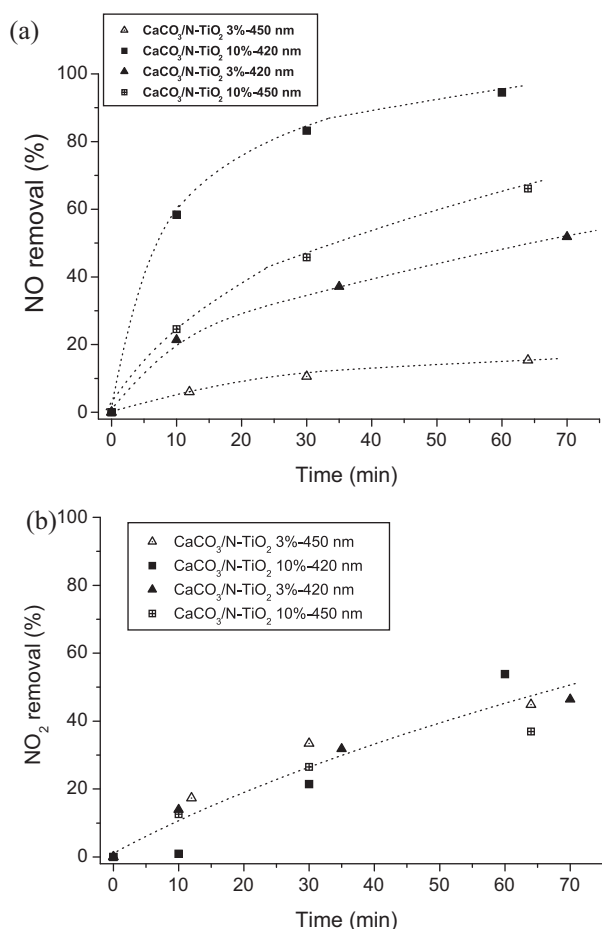 (a)
CaCO₃/N-TiO₂ 3%-450 nm
CaCO₃/N-TiO₂ 10%-420 nm
CaCO₃/N-TiO₂ 3%-420 nm
CaCO₃/N-TiO₂ 10%-450 nm
100
80
60
40
20
0
NO removal (%)
0 10 20 30 40 50 60 70
Time (min)
(b)
CaCO₃/N-TiO₂ 3%-450 nm
CaCO₃/N-TiO₂ 10%-420 nm
CaCO₃/N-TiO₂ 3%-420 nm
CaCO₃/N-TiO₂ 10%-450 nm
100
80
60
40
20
0
NO₂ removal (%)
0 10 20 30 40 50 60 70
Time (min)